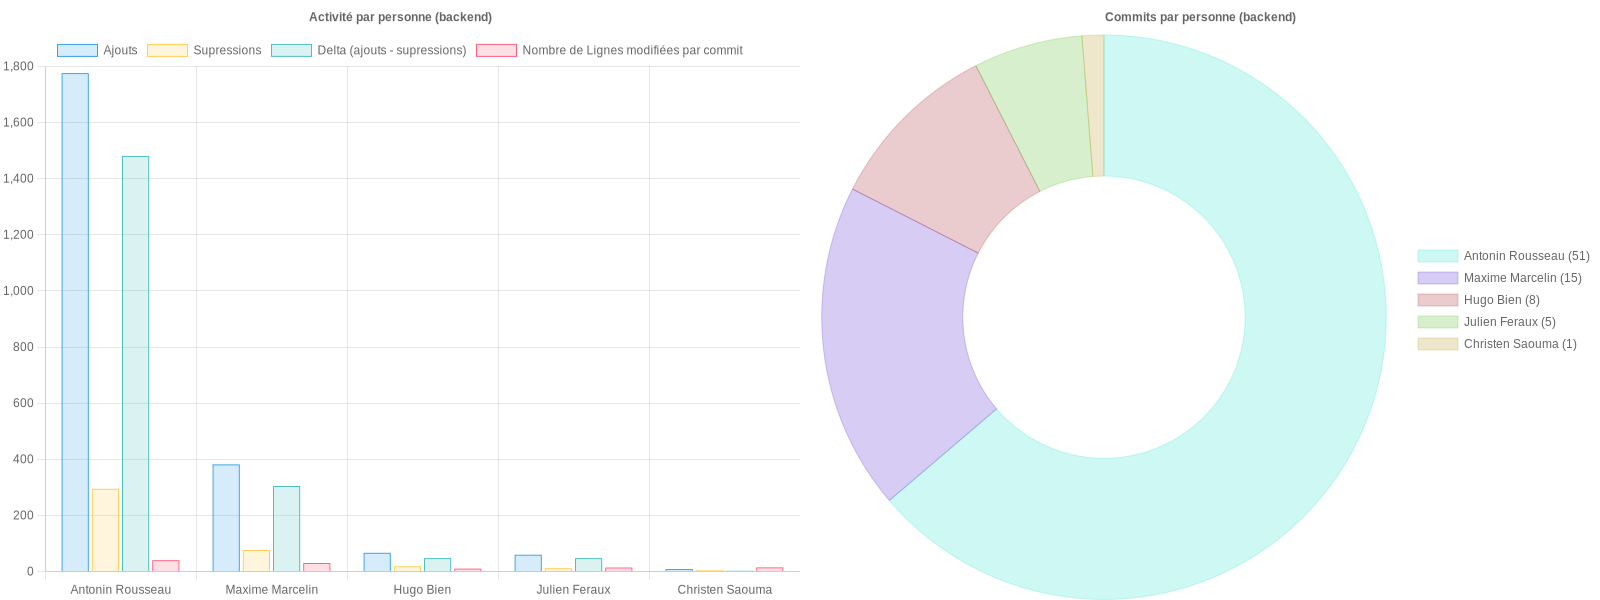 Activité par personne (backend)
Ajouts
Supressions
Delta (ajouts - supressions)
Nombre de Lignes modifiées par commit
1,800
1,600
1,400
1,200
1,000
800
600
400
200
0
Antonin Rousseau
Maxime Marcelin
Hugo Bien
Julien Feraux
Christen Saouma
Commits par personne (backend)
Antonin Rousseau (51)
Maxime Marcelin (15)
Hugo Bien (8)
Julien Feraux (5)
Christen Saouma (1)